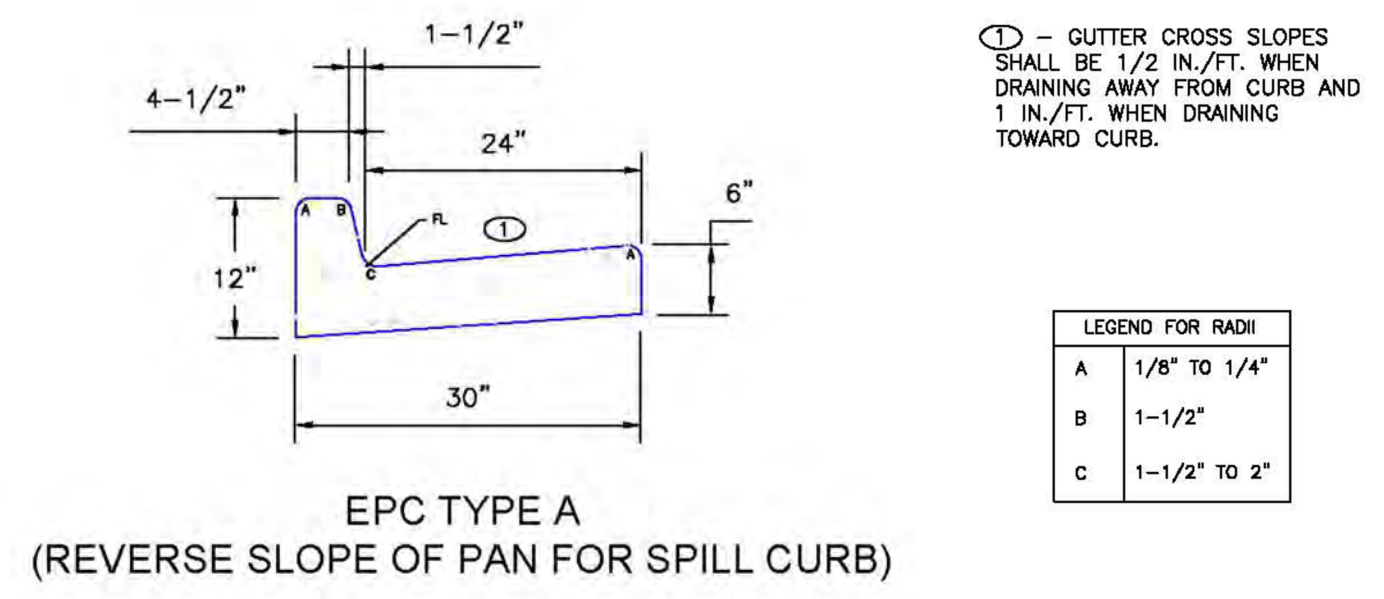 1-1/2"
4-1/2"
24"
6"
A
B
FL
1
A
C
12"
30"
EPC TYPE A
(REVERSE SLOPE OF PAN FOR SPILL CURB)
1 - GUTTER CROSS SLOPES
SHALL BE 1/2 IN./FT. WHEN
DRAINING AWAY FROM CURB AND
1 IN./FT. WHEN DRAINING
TOWARD CURB.
LEGEND FOR RADII
A 1/8" TO 1/4"
B 1-1/2"
C 1-1/2" TO 2"